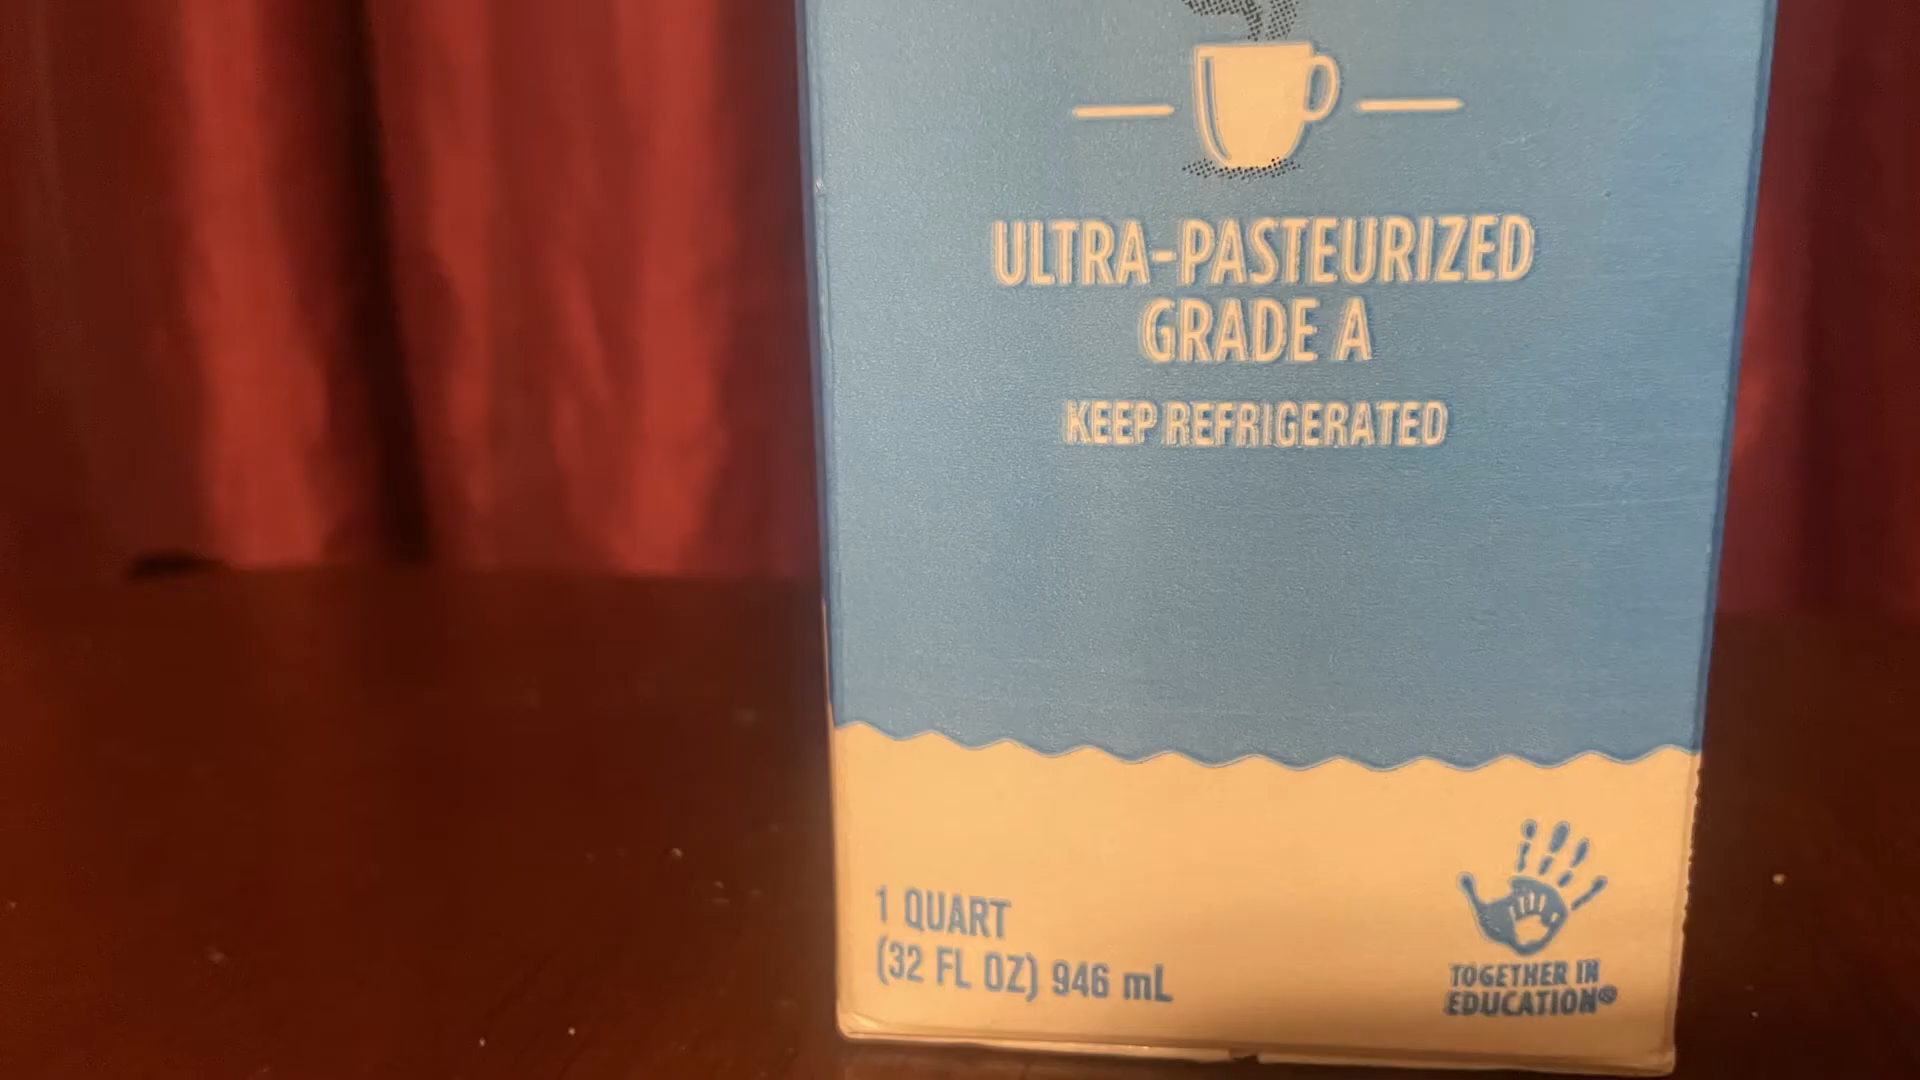 ULTRA-PASTEURIZED
GRADE A
KEEP REFRIGERATED
1 QUART
(32 FL OZ) 946 mL
TOGETHER IN
EDUCATION®